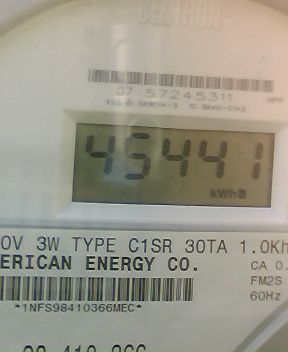 CELTRON
07 57245311
45441
kWh
0V 3W TYPE C1SR 30TA 1.0Kh
ERICAN ENERGY CO.
CA 0.
FM2S
60Hz
*1NFS98410366MEC*